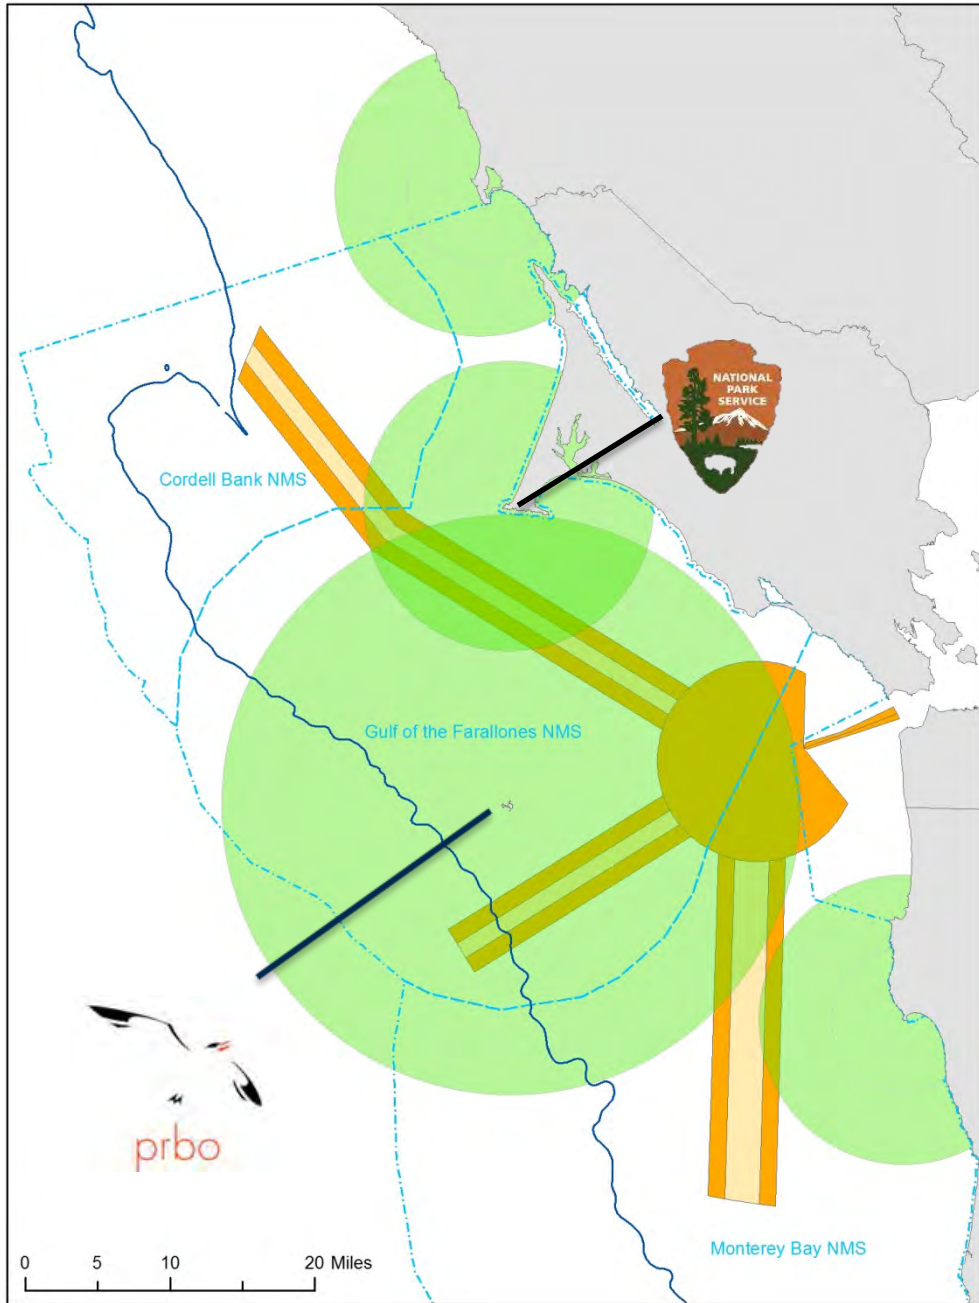 NATIONAL
PARK
SERVICE
Cordell Bank NMS
Gulf of the Farallones NMS
prbo
Monterey Bay NMS
0 5 10 20 Miles